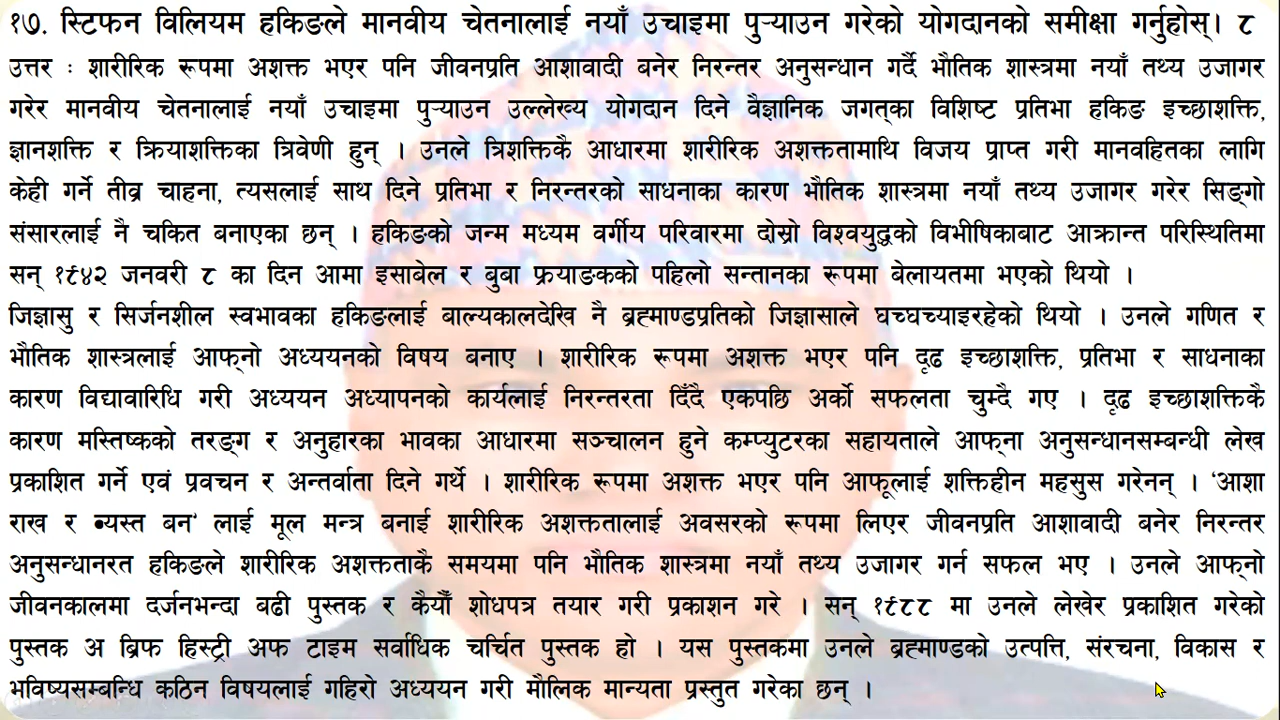 १७. स्टिफन विलियम हकिङले मानवीय चेतनालाई नयाँ उचाइमा पुऱ्याउन गरेको योगदानको समीक्षा गर्नुहोस्। ८
उत्तर : शारीरिक रूपमा अशक्त भएर पनि जीवनप्रति आशावादी बनेर निरन्तर अनुसन्धान गर्दै भौतिक शास्त्रमा नयाँ तथ्य उजागर
गरेर मानवीय चेतनालाई नयाँ उचाइमा पुऱ्याउन उल्लेख्य योगदान दिने वैज्ञानिक जगत्‌का विशिष्ट प्रतिभा हकिङ इच्छाशक्ति,
ज्ञानशक्ति र क्रियाशक्तिका त्रिवेणी हुन् । उनले त्रिशक्तिकै आधारमा शारीरिक अशक्ततामाथि विजय प्राप्त गरी मानवहितका लागि
केही गर्ने तीव्र चाहना, त्यसलाई साथ दिने प्रतिभा र निरन्तरको साधनाका कारण भौतिक शास्त्रमा नयाँ तथ्य उजागर गरेर सिङ्गो
संसारलाई नै चकित बनाएका छन् । हकिङको जन्म मध्यम वर्गीय परिवारमा दोस्रो विश्वयुद्धको विभीषिकाबाट आक्रान्त परिस्थितिमा
सन् १९४२ जनवरी ८ का दिन आमा इसाबेल र बुबा फ्रयाङकको पहिलो सन्तानका रूपमा बेलायतमा भएको थियो ।
जिज्ञासु र सिर्जनशील स्वभावका हकिङलाई बाल्यकालदेखि नै ब्रह्माण्डप्रतिको जिज्ञासाले घच्घच्याइरहेको थियो । उनले गणित र
भौतिक शास्त्रलाई आफ्‌नो अध्ययनको विषय बनाए । शारीरिक रूपमा अशक्त भएर पनि दृढ इच्छाशक्ति, प्रतिभा र साधनाका
कारण विद्यावारिधि गरी अध्ययन अध्यापनको कार्यलाई निरन्तरता दिँदै एकपछि अर्को सफलता चुम्दै गए । दृढ इच्छाशक्तिकै
कारण मस्तिष्कको तरङ्ग र अनुहारका भावका आधारमा सञ्चालन हुने कम्प्युटरका सहायताले आफ्‌ना अनुसन्धानसम्बन्धी लेख
प्रकाशित गर्ने एवं प्रवचन र अन्तर्वार्ता दिने गर्थे । शारीरिक रूपमा अशक्त भएर पनि आफूलाई शक्तिहीन महसुस गरेनन् । ‘आशा
राख र व्यस्त बन’ लाई मूल मन्त्र बनाई शारीरिक अशक्ततालाई अवसरको रूपमा लिएर जीवनप्रति आशावादी बनेर निरन्तर
अनुसन्धानरत हकिङले शारीरिक अशक्तताकै समयमा पनि भौतिक शास्त्रमा नयाँ तथ्य उजागर गर्न सफल भए । उनले आफ्‌नो
जीवनकालमा दर्जनभन्दा बढी पुस्तक र कैयौँ शोधपत्र तयार गरी प्रकाशन गरे । सन् १९८८ मा उनले लेखेर प्रकाशित गरेको
पुस्तक अ ब्रिफ हिस्ट्री अफ टाइम सर्वाधिक चर्चित पुस्तक हो । यस पुस्तकमा उनले ब्रह्माण्डको उत्पत्ति, संरचना, विकास र
भविष्यसम्बन्धि कठिन विषयलाई गहिरो अध्ययन गरी मौलिक मान्यता प्रस्तुत गरेका छन् ।